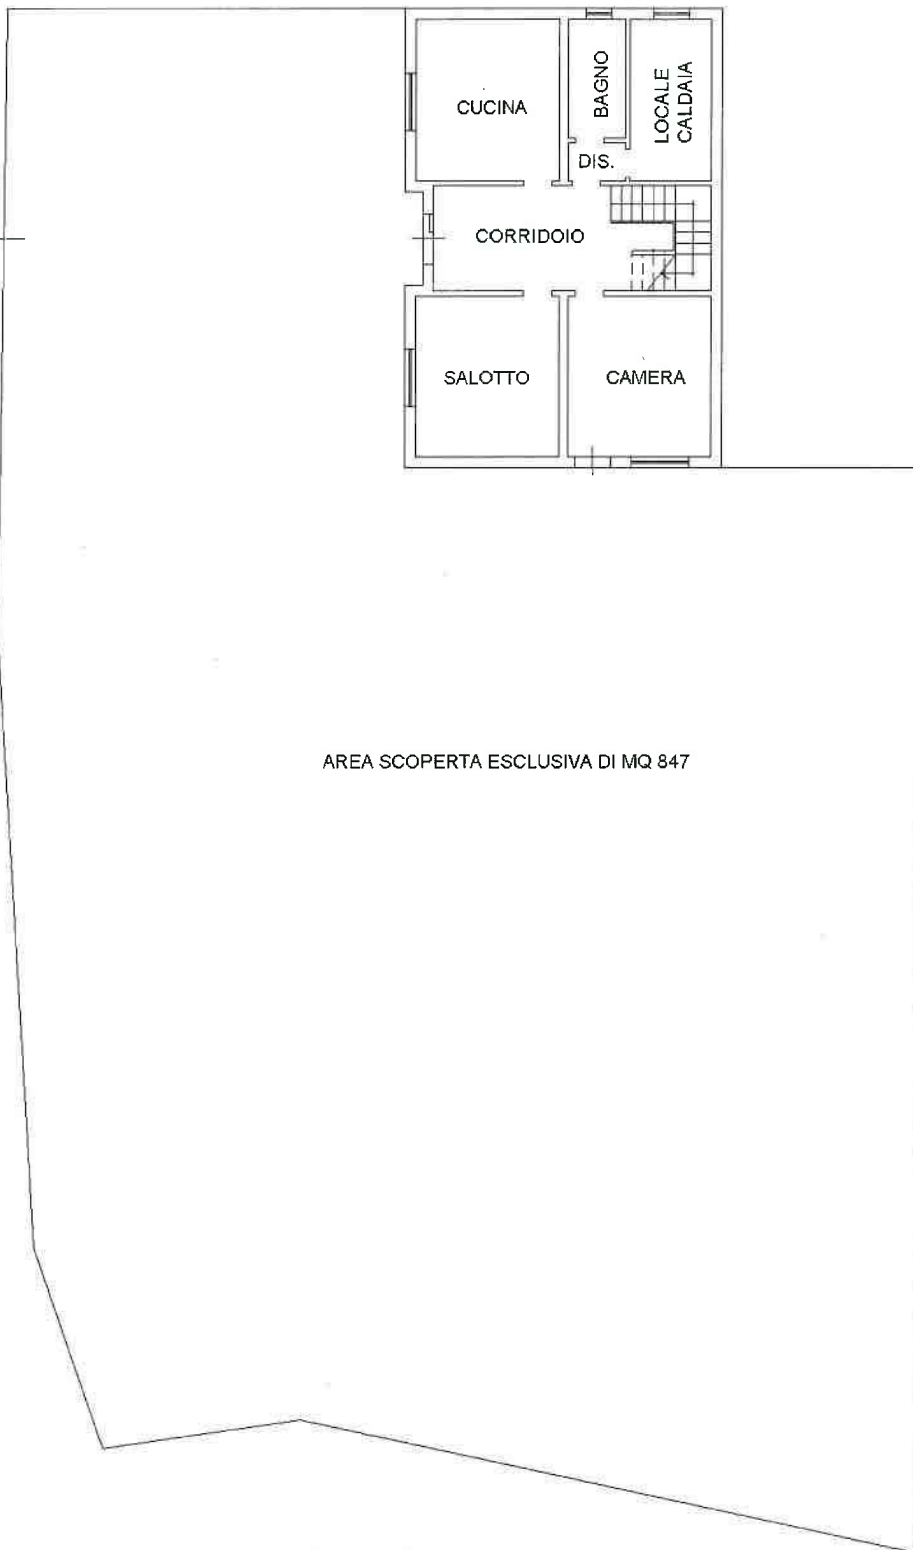 CUCINA
BAGNO
LOCALE
CALDAIA
DIS.
CORRIDOIO
SALOTTO
CAMERA
AREA SCOPERTA ESCLUSIVA DI MQ 847